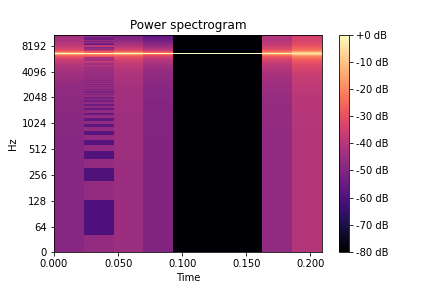 Power spectrogram
Hz
8192
4096
2048
1024
512
256
128
64
0
0.000 0.050 0.100 0.150 0.200
Time
+0 dB
-10 dB
-20 dB
-30 dB
-40 dB
-50 dB
-60 dB
-70 dB
-80 dB